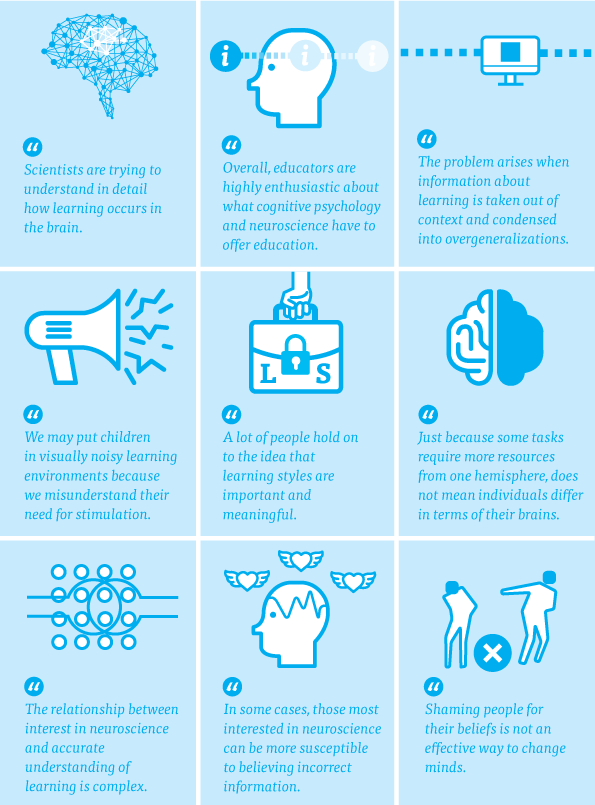 i i i
“
Scientists are trying to
understand in detail
how learning occurs in
the brain.
“
Overall, educators are
highly enthusiastic about
what cognitive psychology
and neuroscience have to
offer education.
“
The problem arises when
information about
learning is taken out of
context and condensed
into overgeneralizations.
L S
“
We may put children
in visually noisy learning
environments because
we misunderstand their
need for stimulation.
“
A lot of people hold on
to the idea that
learning styles are
important and
meaningful.
“
Just because some tasks
require more resources
from one hemisphere, does
not mean individuals differ
in terms of their brains.
“
The relationship between
interest in neuroscience
and accurate
understanding of
learning is complex.
“
In some cases, those most
interested in neuroscience
can be more susceptible
to believing incorrect
information.
“
Shaming people for
their beliefs is not an
effective way to change
minds.